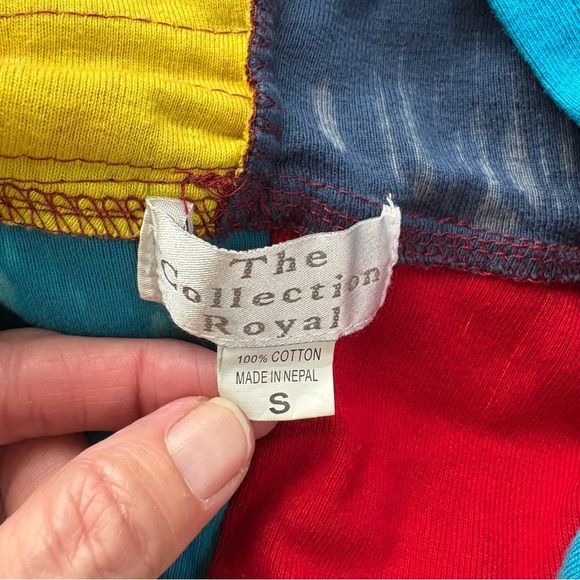 The
Collection
Royal
100% COTTON
MADE IN NEPAL
S